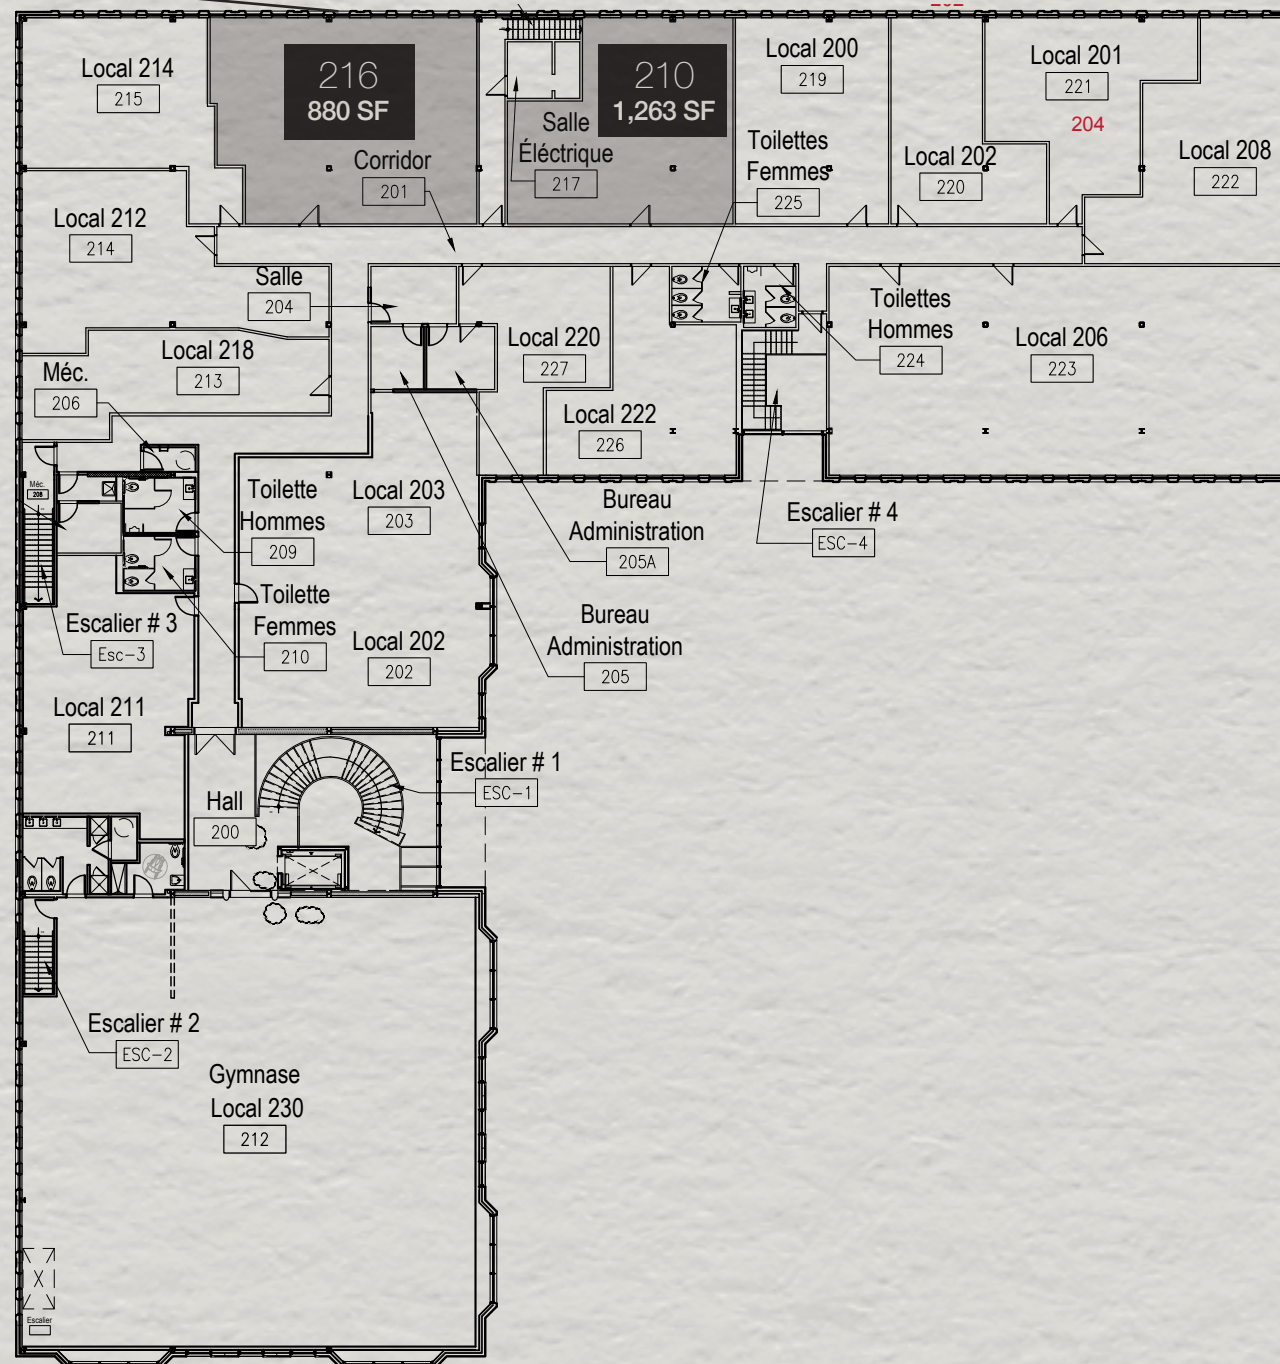 Local 214
215
216
880 SF
210
1,263 SF
Local 200
219
Local 201
221
204
Salle
Éléctrique
217
Toilettes
Femmes
225
Local 202
220
Local 208
222
Corridor
201
Local 212
214
Salle
204
Toilettes
Hommes
224
Local 206
223
Local 218
213
Local 220
227
Méc.
206
Local 222
226
Méc.
208
Toilette
Hommes
209
Local 203
203
Bureau
Administration
205A
Escalier # 4
ESC-4
Escalier # 3
Esc-3
Toilette
Femmes
210
Local 202
202
Bureau
Administration
205
Local 211
211
Escalier # 1
ESC-1
Hall
200
Escalier # 2
ESC-2
Gymnase
Local 230
212
Escalier